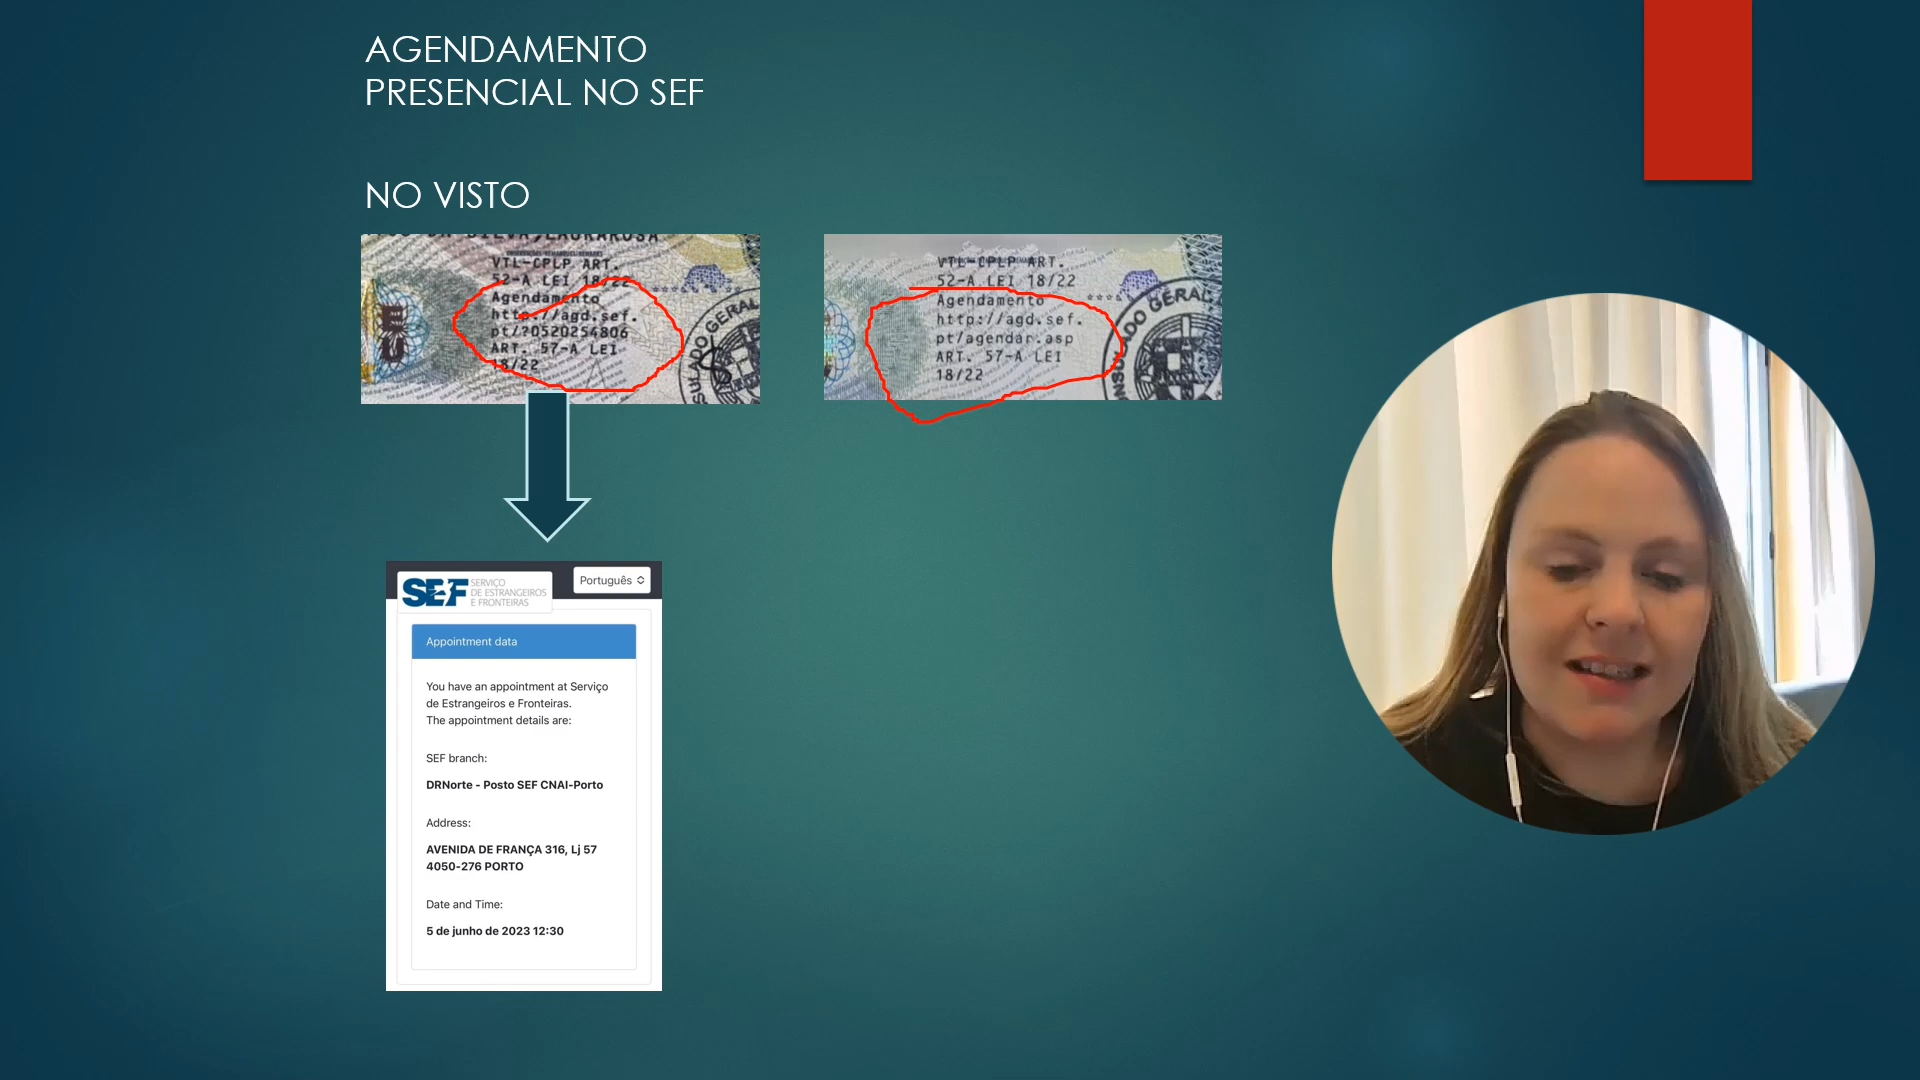 AGENDAMENTO
PRESENCIAL NO SEF
NO VISTO
VTL-CPLP ART.
52-A LEI 18/22
Agendamento
http://agd.sef.
pt/?0520254806
ART. 57-A LEI
18/22
VTL-CPLP ART.
52-A LEI 18/22
Agendamento
http://agd.sef.
pt/agendar.asp
ART. 57-A LEI
18/22
GERAL
SEF SERVIÇO
DE ESTRANGEIROS
E FRONTEIRAS
Português
Appointment data
You have an appointment at Serviço
de Estrangeiros e Fronteiras.
The appointment details are:
SEF branch:
DRNorte - Posto SEF CNAI-Porto
Address:
AVENIDA DE FRANÇA 316, Lj 57
4050-276 PORTO
Date and Time:
5 de junho de 2023 12:30